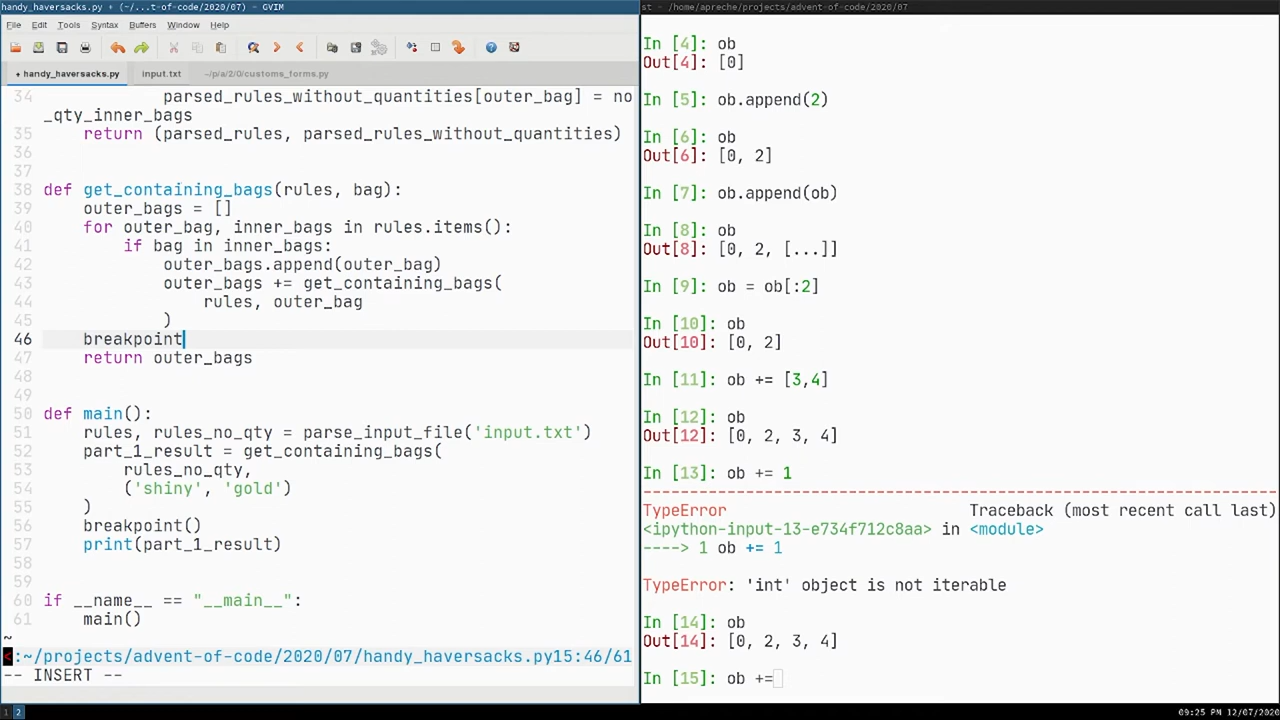 handy_haversacks.py + (~/...t-of-code/2020/07) - GVIM
File Edit Tools Syntax Buffers Window Help
+ handy_haversacks.py input.txt ~/p/a/2/0/customs_forms.py
34 parsed_rules_without_quantities[outer_bag] = no
_qty_inner_bags
35 return (parsed_rules, parsed_rules_without_quantities)
36
37
38 def get_containing_bags(rules, bag):
39 outer_bags = []
40 for outer_bag, inner_bags in rules.items():
41 if bag in inner_bags:
42 outer_bags.append(outer_bag)
43 outer_bags += get_containing_bags(
44 rules, outer_bag
45 )
46 breakpoint
47 return outer_bags
48
49
50 def main():
51 rules, rules_no_qty = parse_input_file('input.txt')
52 part_1_result = get_containing_bags(
53 rules_no_qty,
54 ('shiny', 'gold')
55 )
56 breakpoint()
57 print(part_1_result)
58
59
60 if __name__ == "__main__":
61 main()
~
<:~/projects/advent-of-code/2020/07/handy_haversacks.py15:46/61
-- INSERT --
1 2
st - /home/apreche/projects/advent-of-code/2020/07
In [4]: ob
Out[4]: [0]
In [5]: ob.append(2)
In [6]: ob
Out[6]: [0, 2]
In [7]: ob.append(ob)
In [8]: ob
Out[8]: [0, 2, [...]]
In [9]: ob = ob[:2]
In [10]: ob
Out[10]: [0, 2]
In [11]: ob += [3,4]
In [12]: ob
Out[12]: [0, 2, 3, 4]
In [13]: ob += 1
---------------------------------------------------------------------------
TypeError Traceback (most recent call last)
<ipython-input-13-e734f712c8aa> in <module>
----> 1 ob += 1
TypeError: 'int' object is not iterable
In [14]: ob
Out[14]: [0, 2, 3, 4]
In [15]: ob +=
09:25 PM 12/07/2020